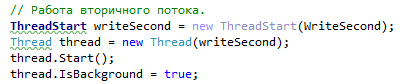 // Работа вторичного потока.
ThreadStart writeSecond = new ThreadStart(WriteSecond);
Thread thread = new Thread(writeSecond);
thread.Start();
thread.IsBackground = true;